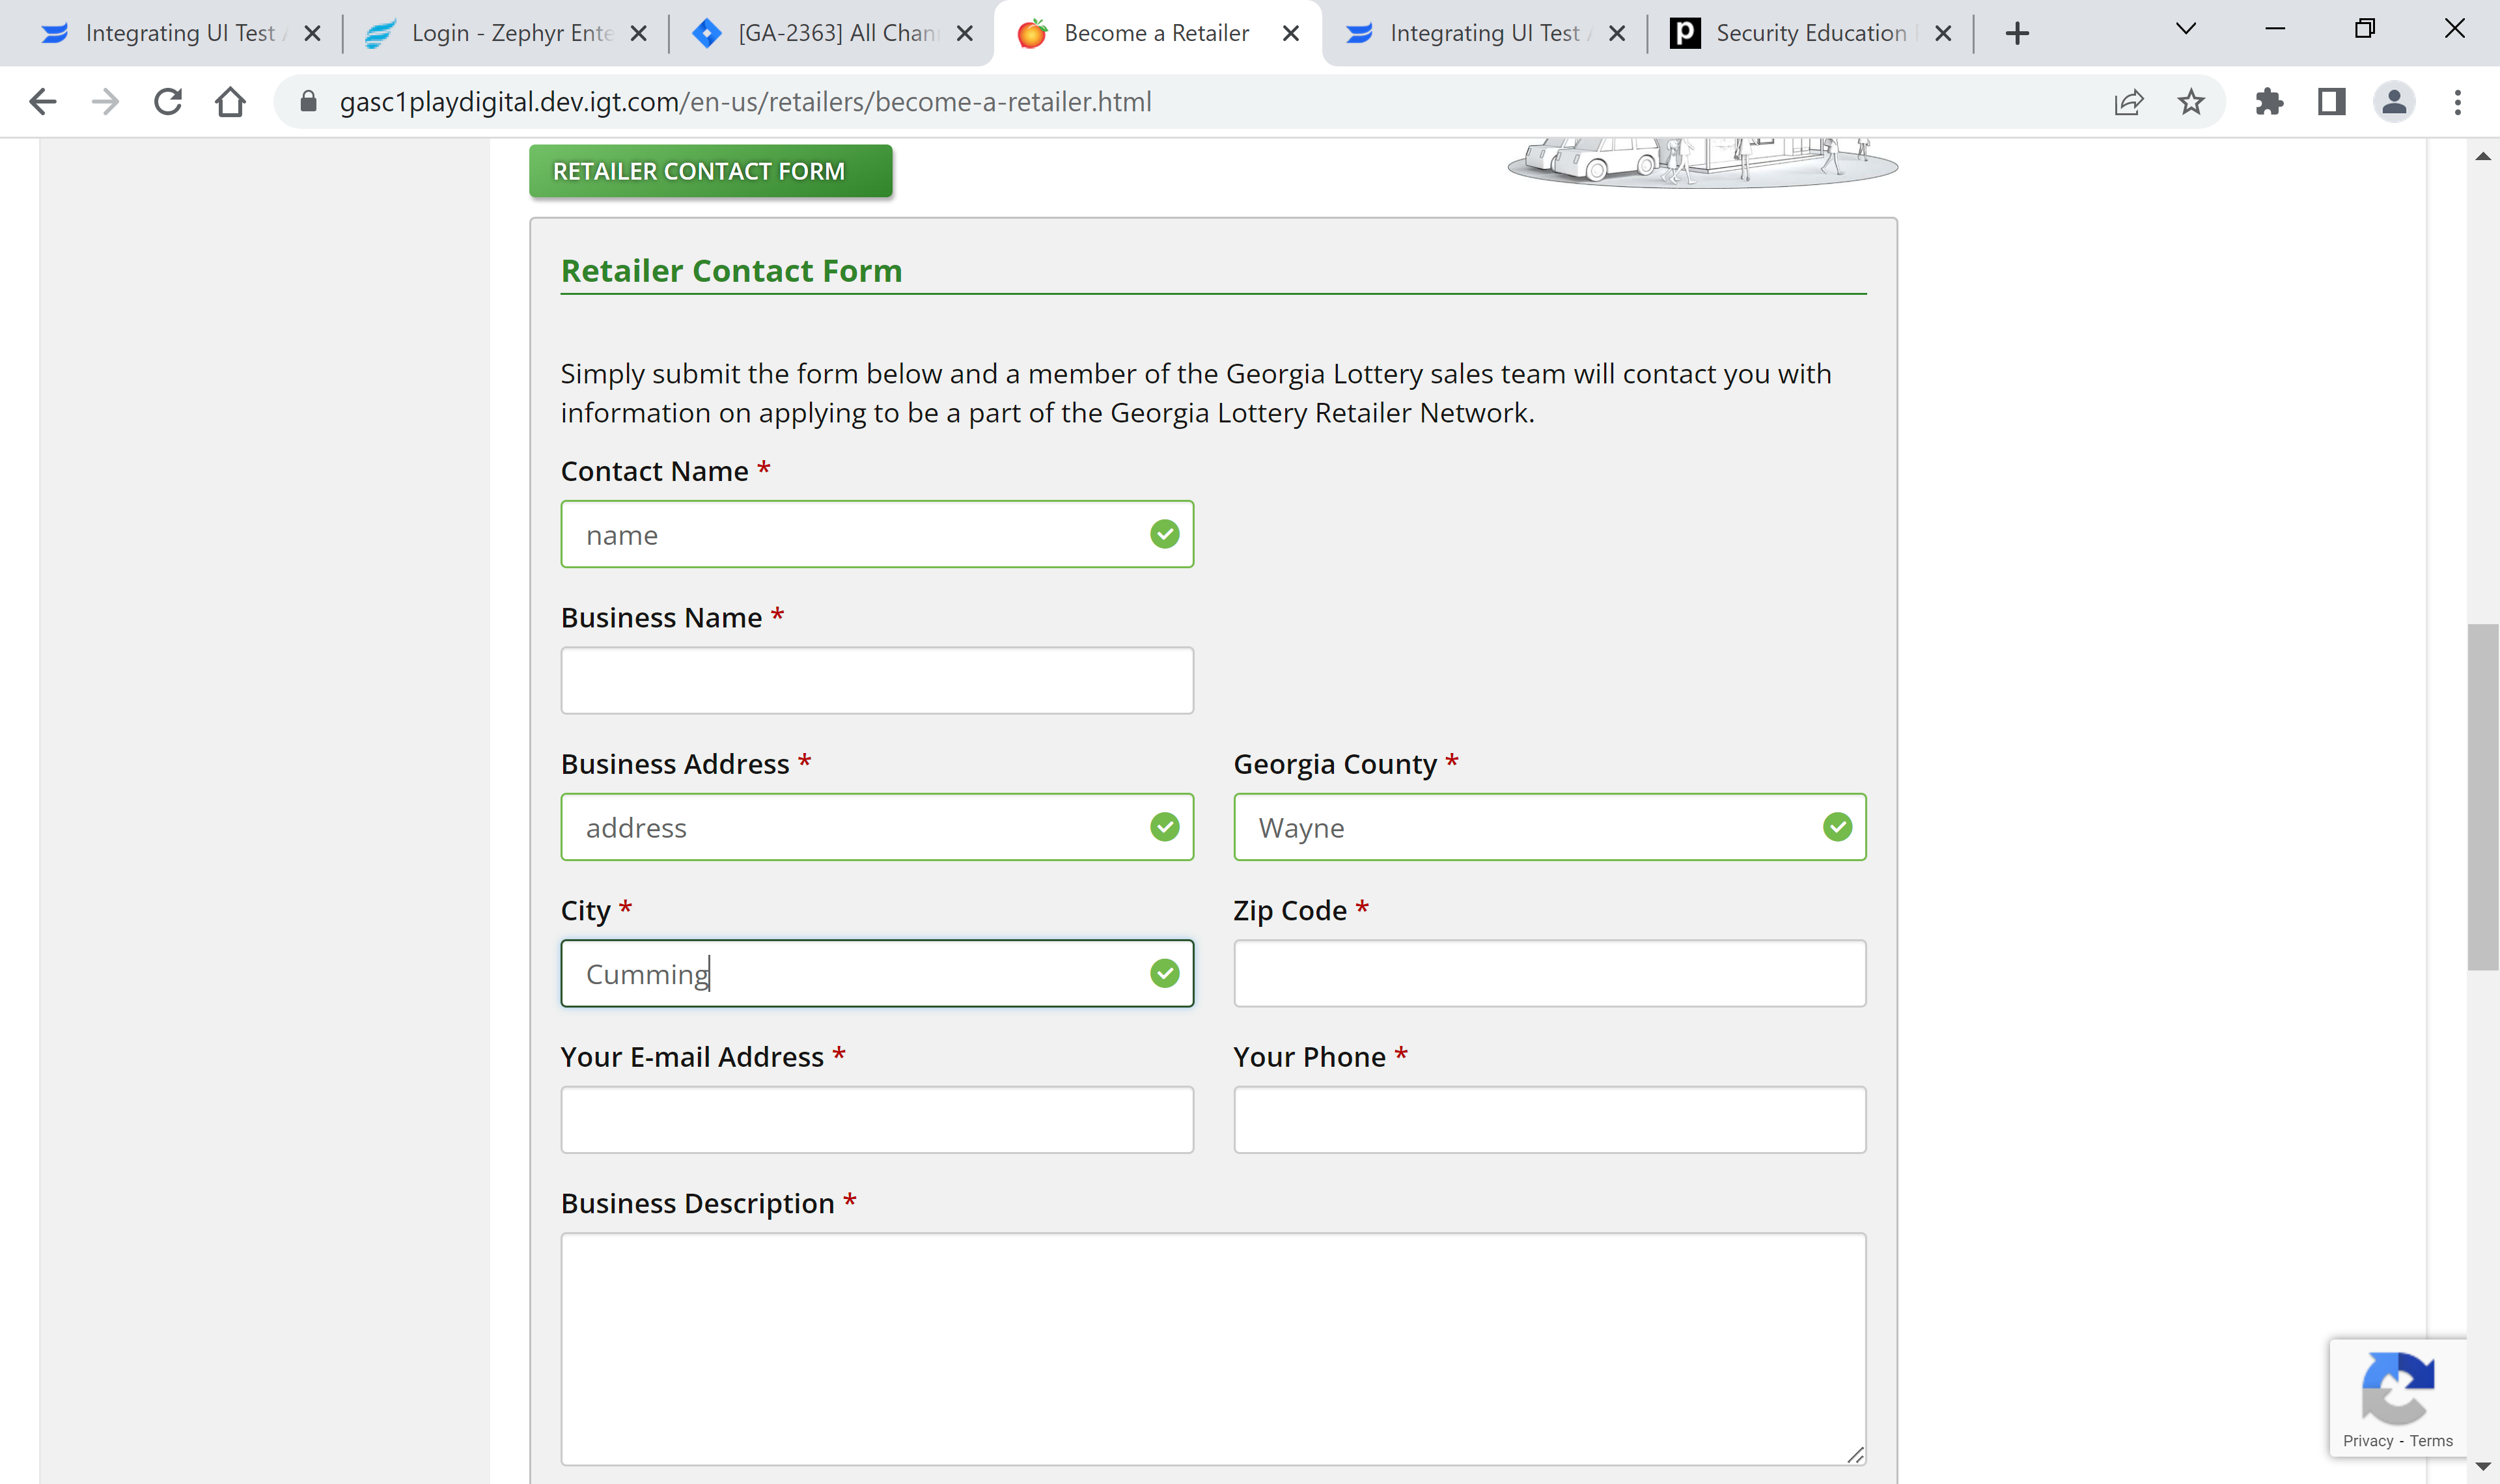 Integrating UI Test
Login - Zephyr Ente
[GA-2363] All Chan
Become a Retailer
Integrating UI Test
Security Education
gasc1playdigital.dev.igt.com/en-us/retailers/become-a-retailer.html
RETAILER CONTACT FORM
Retailer Contact Form
Simply submit the form below and a member of the Georgia Lottery sales team will contact you with
information on applying to be a part of the Georgia Lottery Retailer Network.
Contact Name *
name
Business Name *
Business Address * Georgia County *
address Wayne
City * Zip Code *
Cumming
Your E-mail Address * Your Phone *
Business Description *
Privacy - Terms